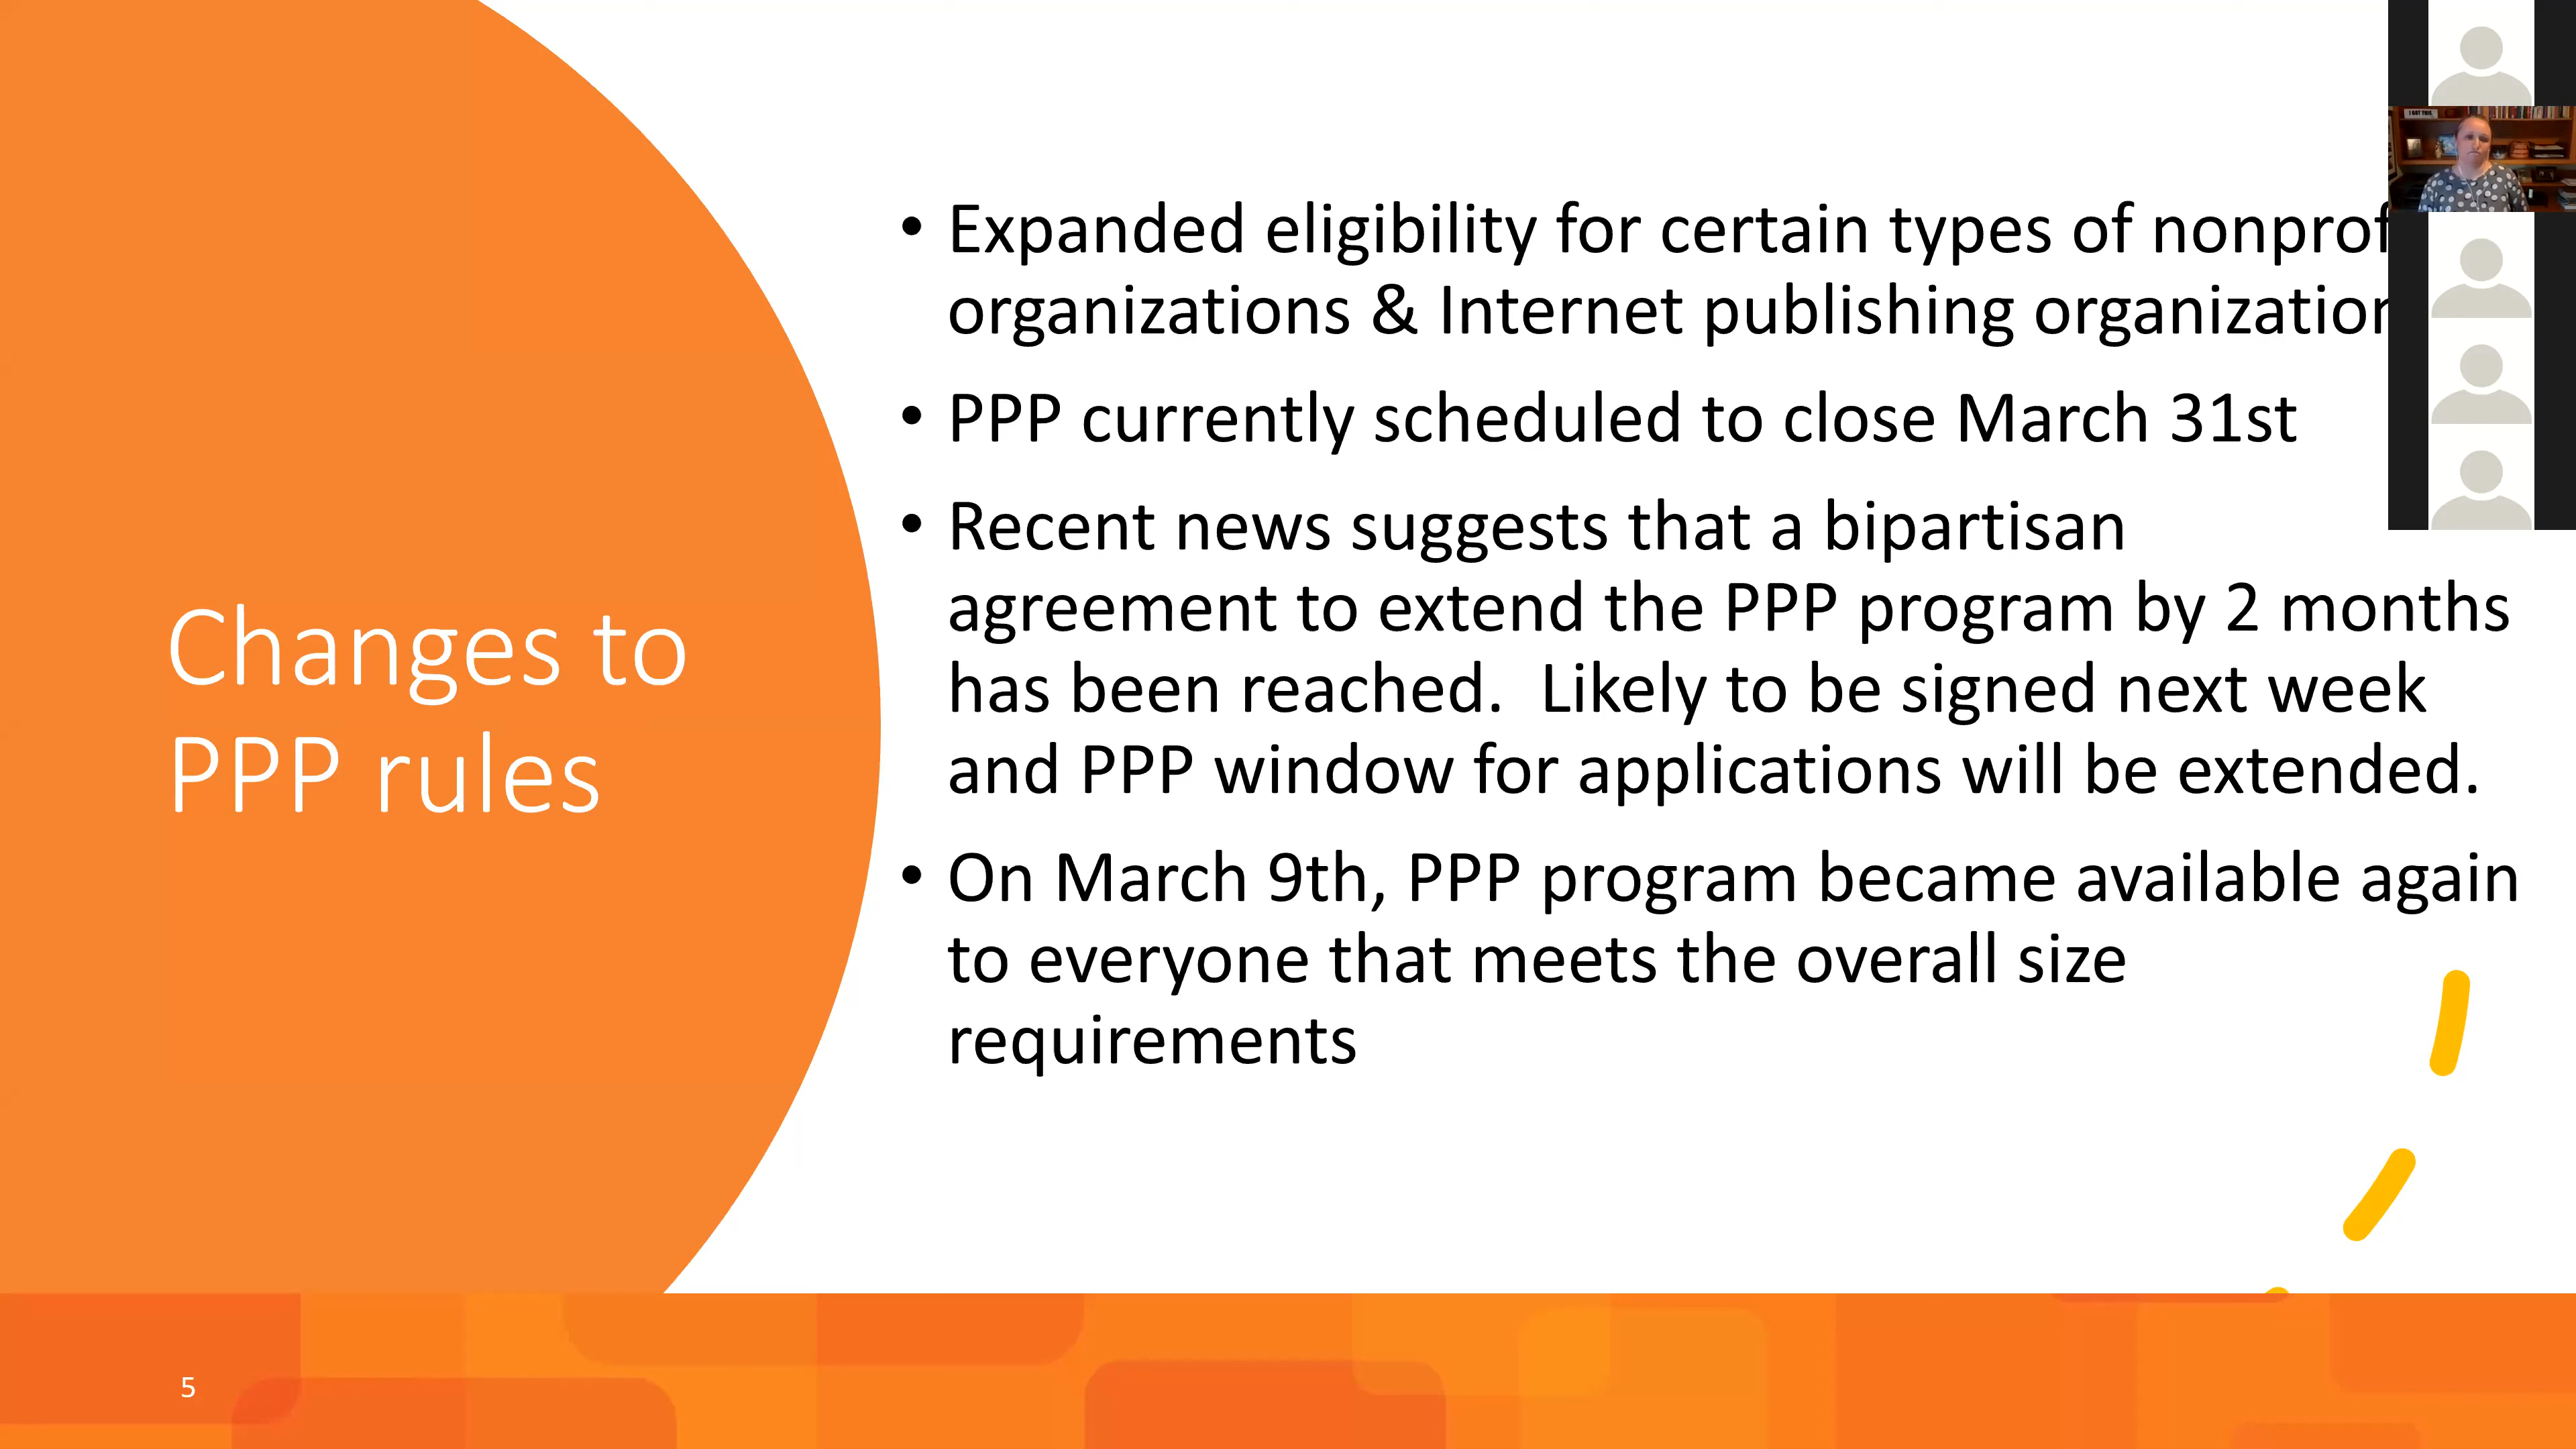 Changes to
PPP rules
• Expanded eligibility for certain types of
organizations & Internet publishing
• PPP currently scheduled to close March 31st
• Recent news suggests that a bipartisan
agreement to extend the PPP program by 2 months
has been reached.  Likely to be signed next week
and PPP window for applications will be extended.
• On March 9th, PPP program became available again
to everyone that meets the overall size
requirements
I GOT THIS
5